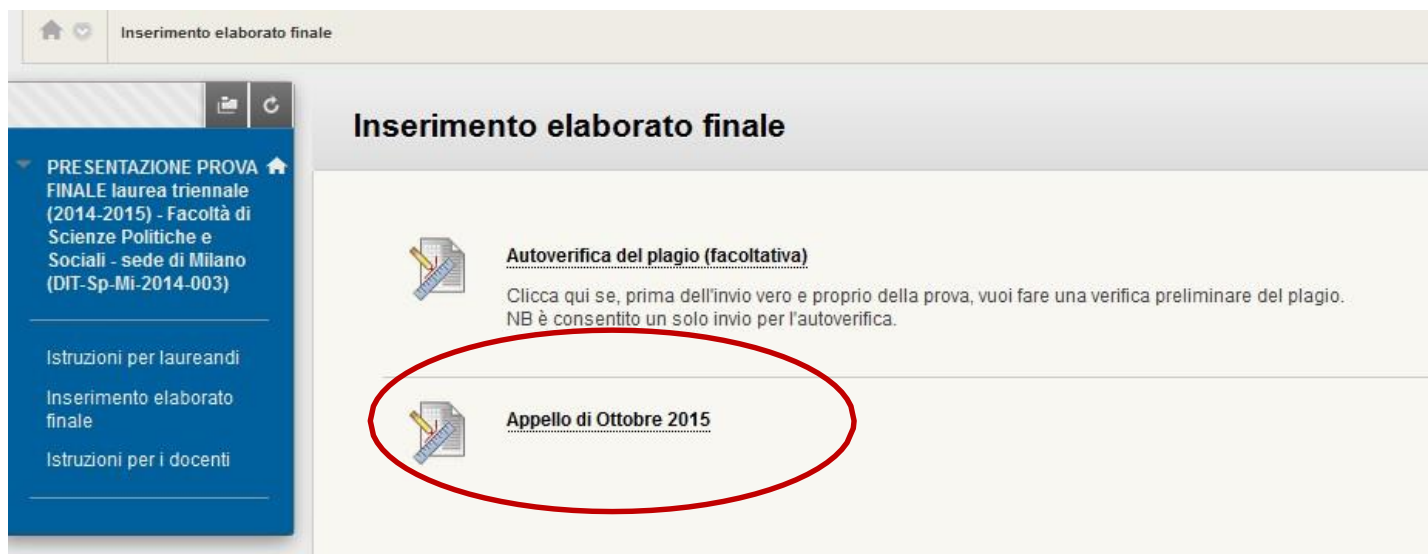 Inserimento elaborato finale
PRESENTAZIONE PROVA
FINALE laurea triennale
(2014-2015) - Facoltà di
Scienze Politiche e
Sociali - sede di Milano
(DIT-Sp-Mi-2014-003)
Istruzioni per laureandi
Inserimento elaborato
finale
Istruzioni per i docenti
Inserimento elaborato finale
Autoverifica del plagio (facoltativa)
Clicca qui se, prima dell'invio vero e proprio della prova, vuoi fare una verifica preliminare del plagio.
NB è consentito un solo invio per l'autoverifica.
Appello di Ottobre 2015